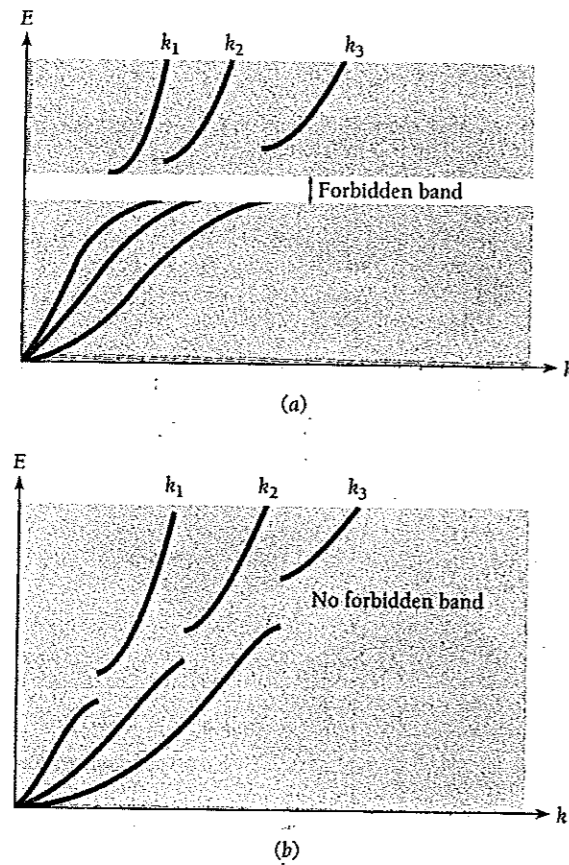 E
k1 k2 k3
Forbidden band
k
(a)
E
k1 k2 k3
No forbidden band
k
(b)